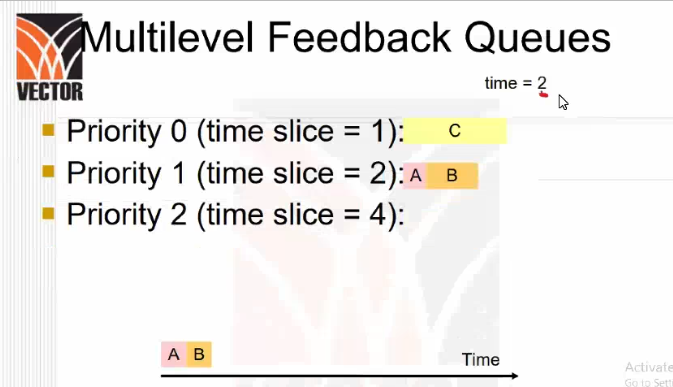 Multilevel Feedback Queues
VECTOR
time = 2
Priority 0 (time slice = 1): C
Priority 1 (time slice = 2): A B
Priority 2 (time slice = 4):
A B
Time
Activate
Go to Sett